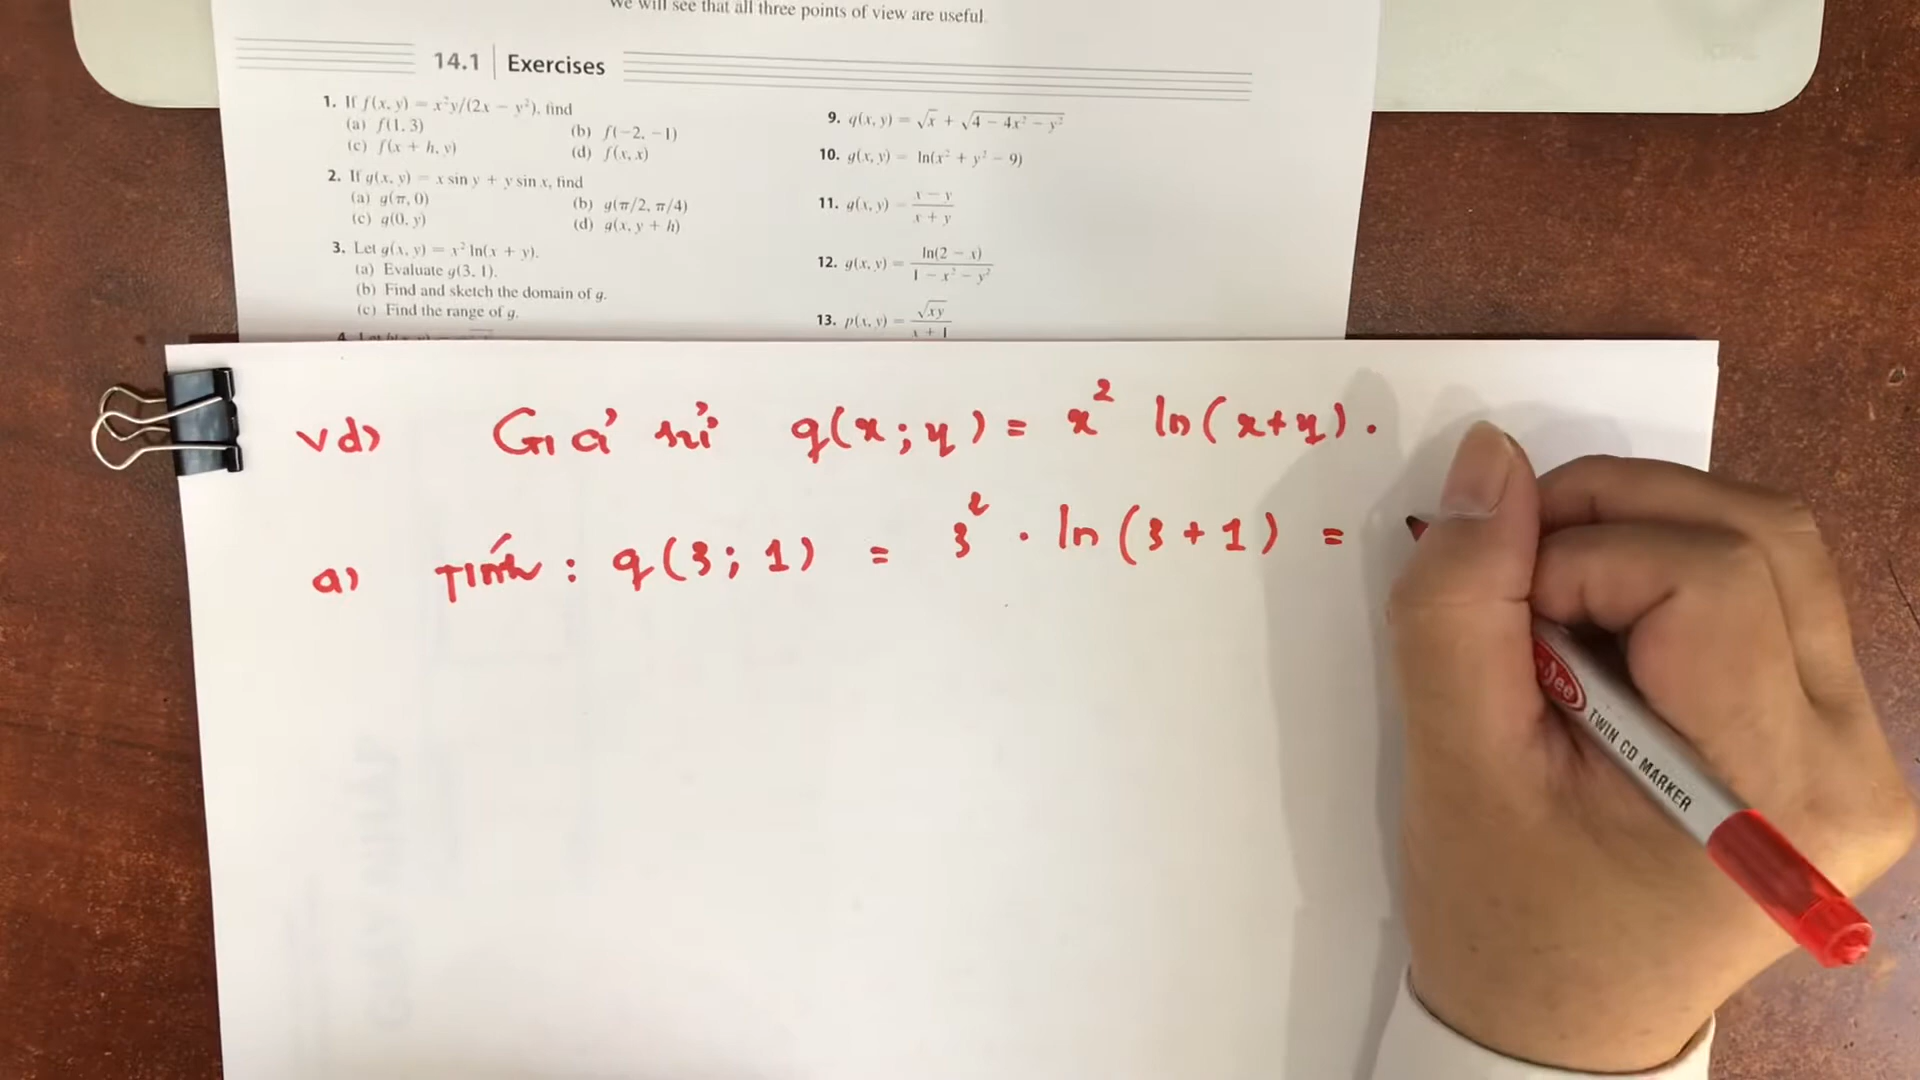 We will see that all three points of view are useful.
14.1 Exercises
1. If f(x, y) = x²y/(2x − y²), find
(a) f(1, 3)
(b) f(−2, −1)
(c) f(x + h, y)
(d) f(x, x)
2. If g(x, y) = x sin y + y sin x, find
(a) g(π, 0)
(b) g(π/2, π/4)
(c) g(0, y)
(d) g(x, y + h)
3. Let g(x, y) = x² ln(x + y).
(a) Evaluate g(3, 1).
(b) Find and sketch the domain of g.
(c) Find the range of g.
9. g(x, y) = √x + √(4 − 4x² − y²)
10. g(x, y) = ln(x² + y² − 9)
11. g(x, y) = (x − y)/(x + y)
12. g(x, y) = ln(2 − x)/(1 − x² − y²)
13. p(x, y) = √xy/(x + 1)
vd) Giả sử g(x; y) = x² ln(x+y).
a) Tính: g(3; 1) = 3² . ln(3 + 1) =
Jee TWIN CD MARKER